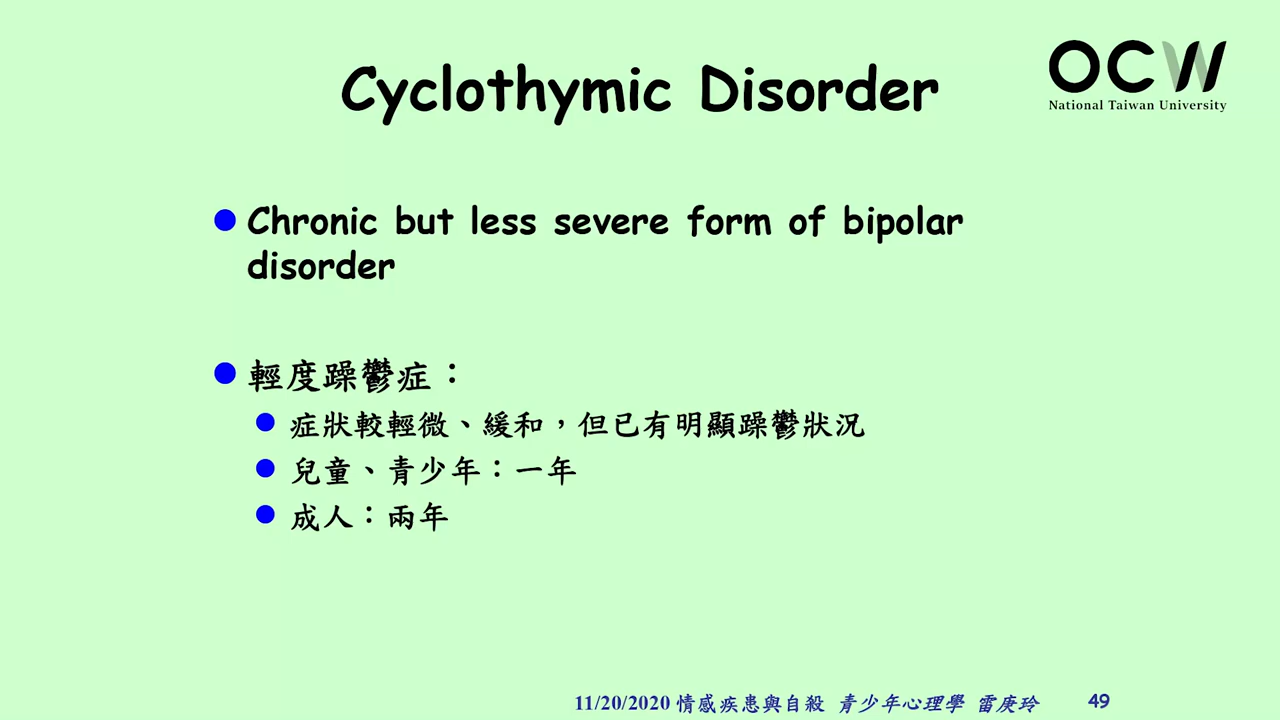 Cyclothymic Disorder
OCW
National Taiwan University
Chronic but less severe form of bipolar
disorder
輕度躁鬱症：
症狀較輕微、緩和，但已有明顯躁鬱狀況
兒童、青少年：一年
成人：兩年
11/20/2020 情感疾患與自殺 青少年心理學 雷庚玲 49